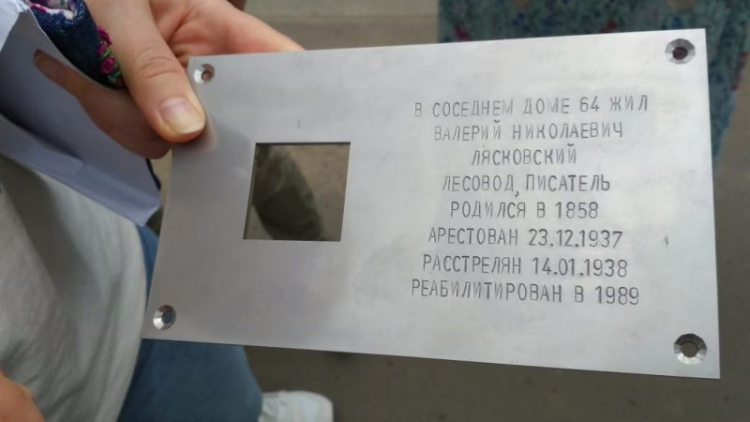 В СОСЕДНЕМ ДОМЕ 64 ЖИЛ
ВАЛЕРИЙ НИКОЛАЕВИЧ
ЛЯСКОВСКИЙ
ЛЕСОВОД, ПИСАТЕЛЬ
РОДИЛСЯ В 1858
АРЕСТОВАН 23.12.1937
РАССТРЕЛЯН 14.01.1938
РЕАБИЛИТИРОВАН В 1989